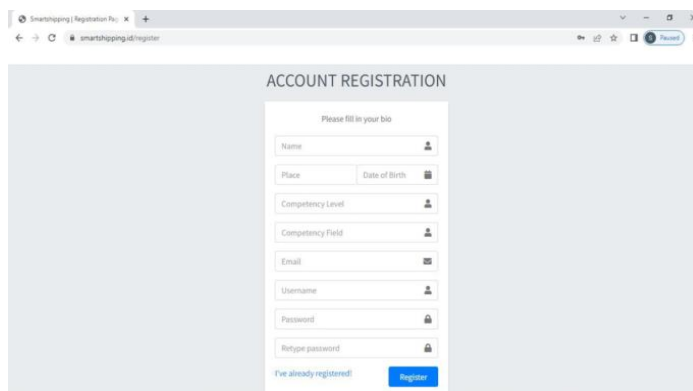 Smartshipping | Registration Pag
smartshipping.id/register
Paused
ACCOUNT REGISTRATION
Please fill in your bio
Name
Place Date of Birth
Competency Level
Competency Field
Email
Username
Password
Retype password
I've already registered!
Register